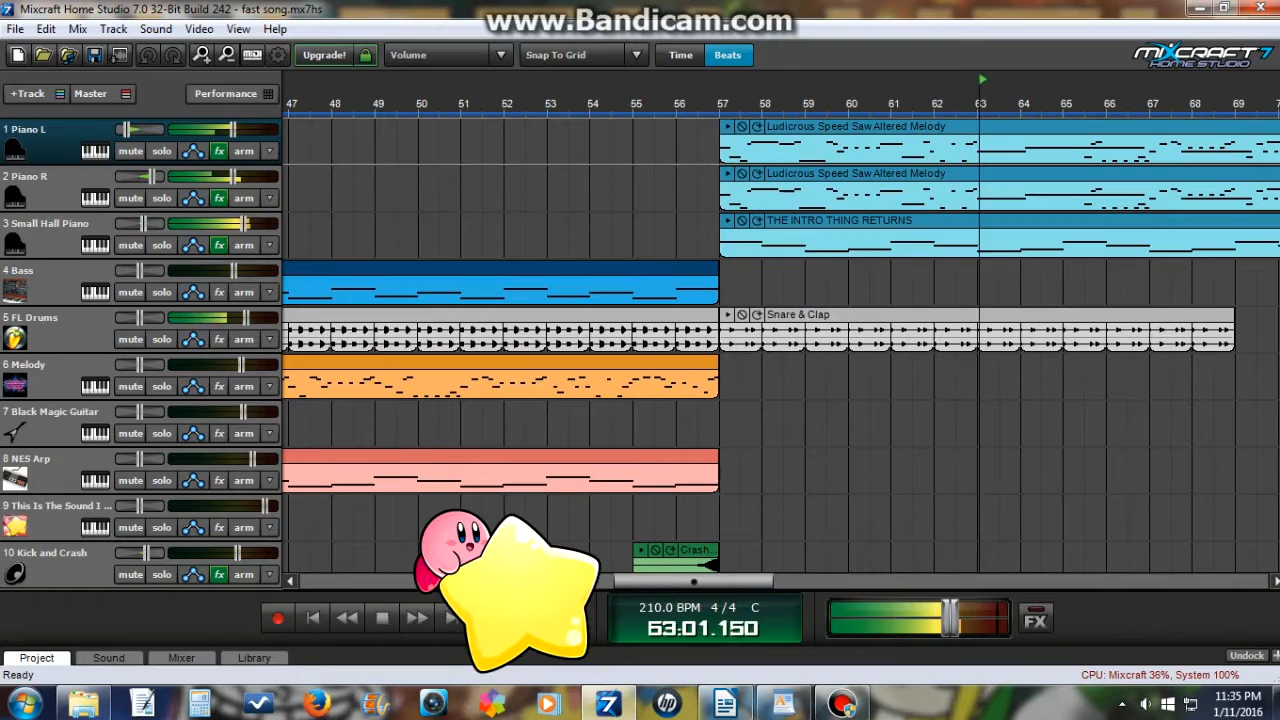 Mixcraft Home Studio 7.0 32-Bit Build 242 - fast song.mx7hs
www.Bandicam.com
File Edit Mix Track Sound Video View Help
Upgrade! Volume Snap To Grid Time Beats
MIXCRAFT 7
HOME STUDIO
+Track Master Performance
47 48 49 50 51 52 53 54 55 56 57 58 59 60 61 62 63 64 65 66 67 68 69 70
1 Piano L
mute solo fx arm
Ludicrous Speed Saw Altered Melody
2 Piano R
mute solo fx arm
Ludicrous Speed Saw Altered Melody
3 Small Hall Piano
mute solo fx arm
THE INTRO THING RETURNS
4 Bass
mute solo fx arm
5 FL Drums
mute solo fx arm
Snare & Clap
6 Melody
mute solo fx arm
7 Black Magic Guitar
mute solo fx arm
8 NES Arp
mute solo fx arm
9 This Is The Sound I ...
mute solo fx arm
10 Kick and Crash
mute solo fx arm
Crash...
210.0 BPM 4/4 C
63:01.150
FX
Project Sound Mixer Library
Undock
Ready
CPU: Mixcraft 36%, System 100%
11:35 PM
1/11/2016